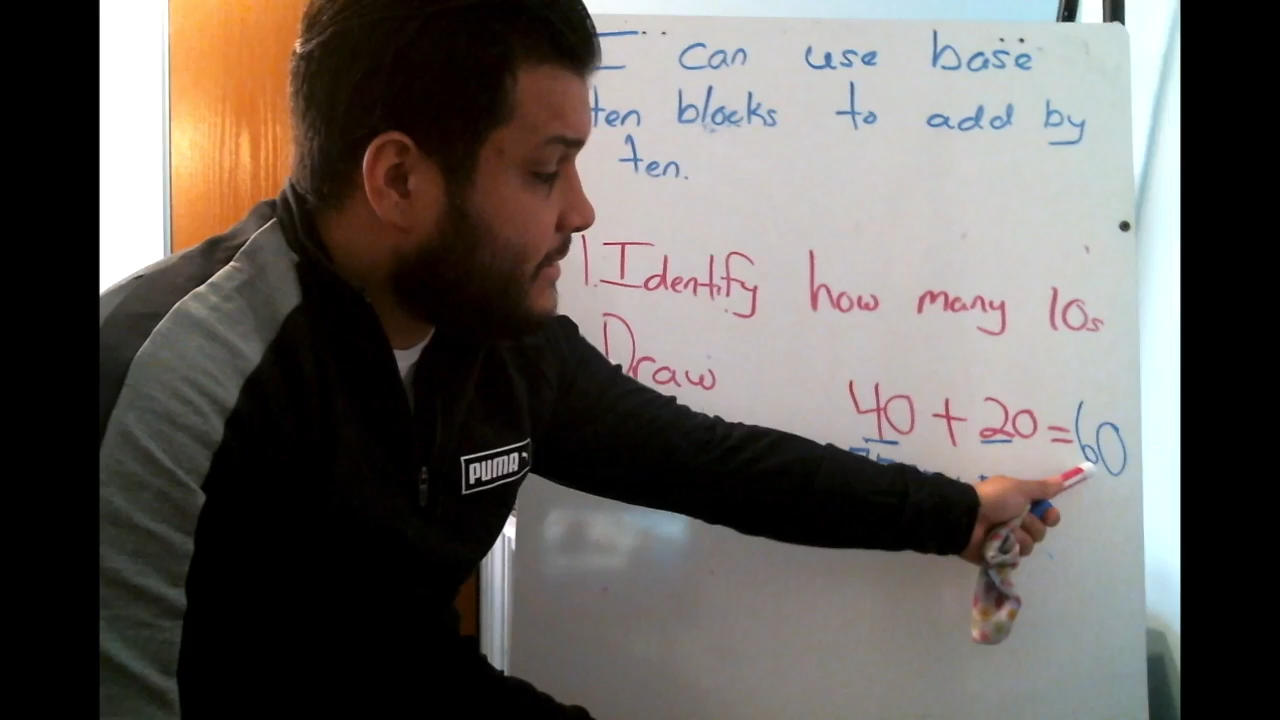 I can use base
ten blocks to add by
ten.
1. Identify how many 10s
Draw
40 + 20 = 60
PUMA